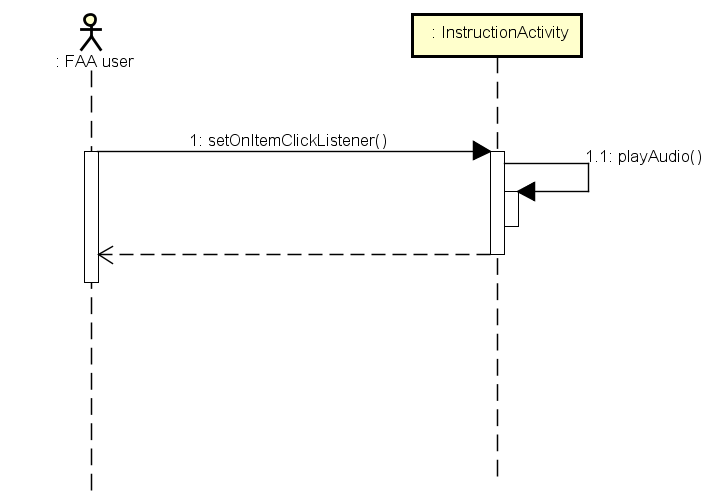 : InstructionActivity
: FAA user
1: setOnItemClickListener()
1.1: playAudio()